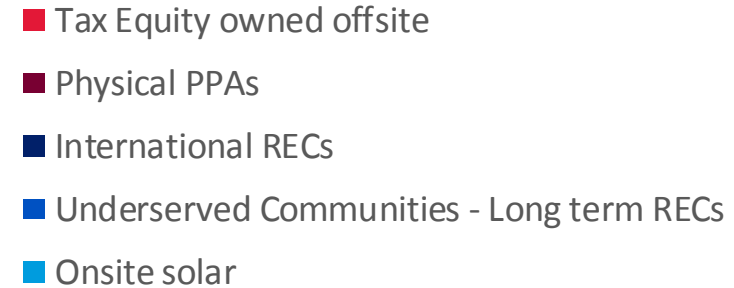 Tax Equity owned offsite
Physical PPAs
International RECs
Underserved Communities - Long term RECs
Onsite solar